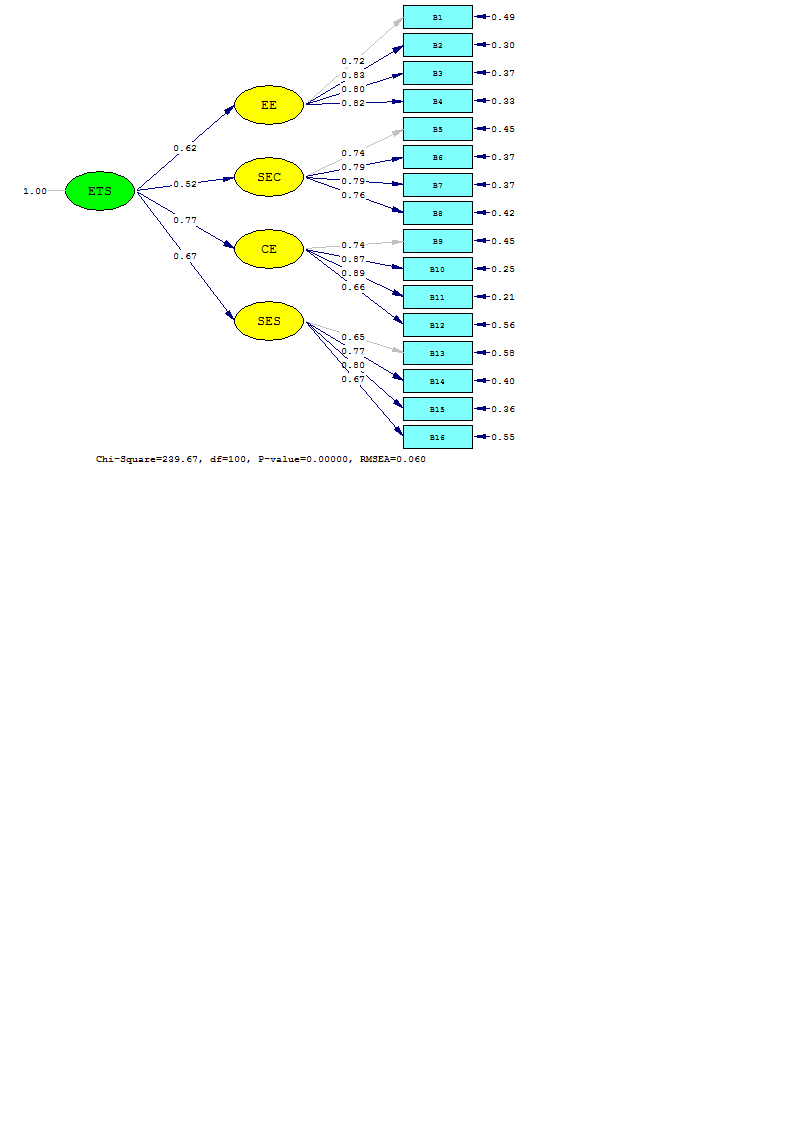 B1 0.49
B2 0.30
0.72
B3 0.37
0.83
0.80
B4 0.33
0.82
EE
B5 0.45
0.62
0.74
B6 0.37
0.79
SEC
0.79
B7 0.37
0.52
1.00
ETS
0.76
B8 0.42
0.77
B9 0.45
0.74
CE
0.67
0.87
B10 0.25
0.89
0.66
B11 0.21
SES
B12 0.56
0.65
0.77
B13 0.58
0.80
0.67
B14 0.40
B15 0.36
B16 0.55
Chi-Square=239.67, df=100, P-value=0.00000, RMSEA=0.060